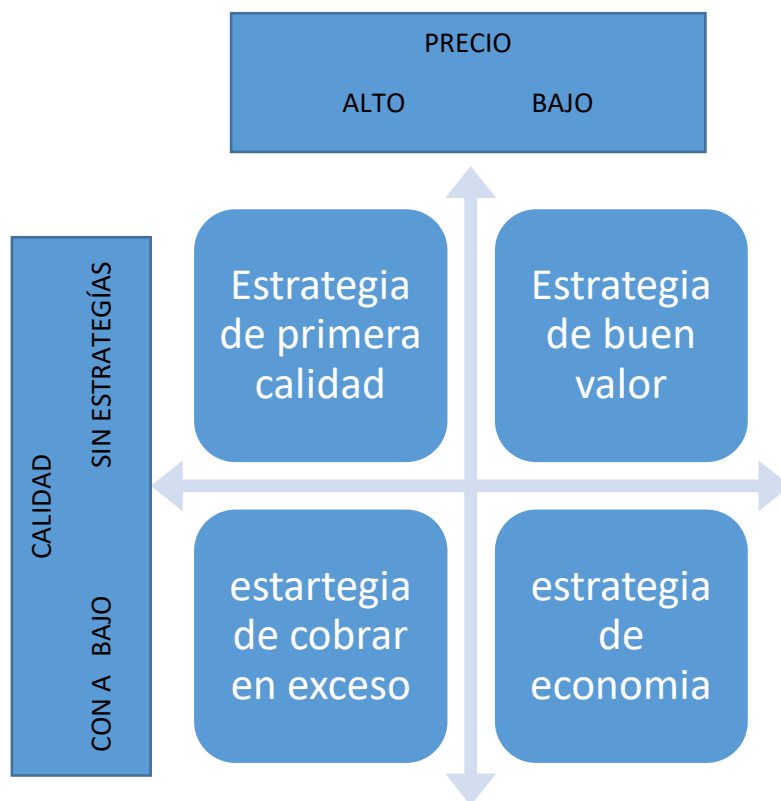 PRECIO
ALTO BAJO
Estrategia
de primera
calidad
Estrategia
de buen
valor
CALIDAD
SIN ESTRATEGÍAS
CON A BAJO
estartegia
de cobrar
en exceso
estrategia
de
economia